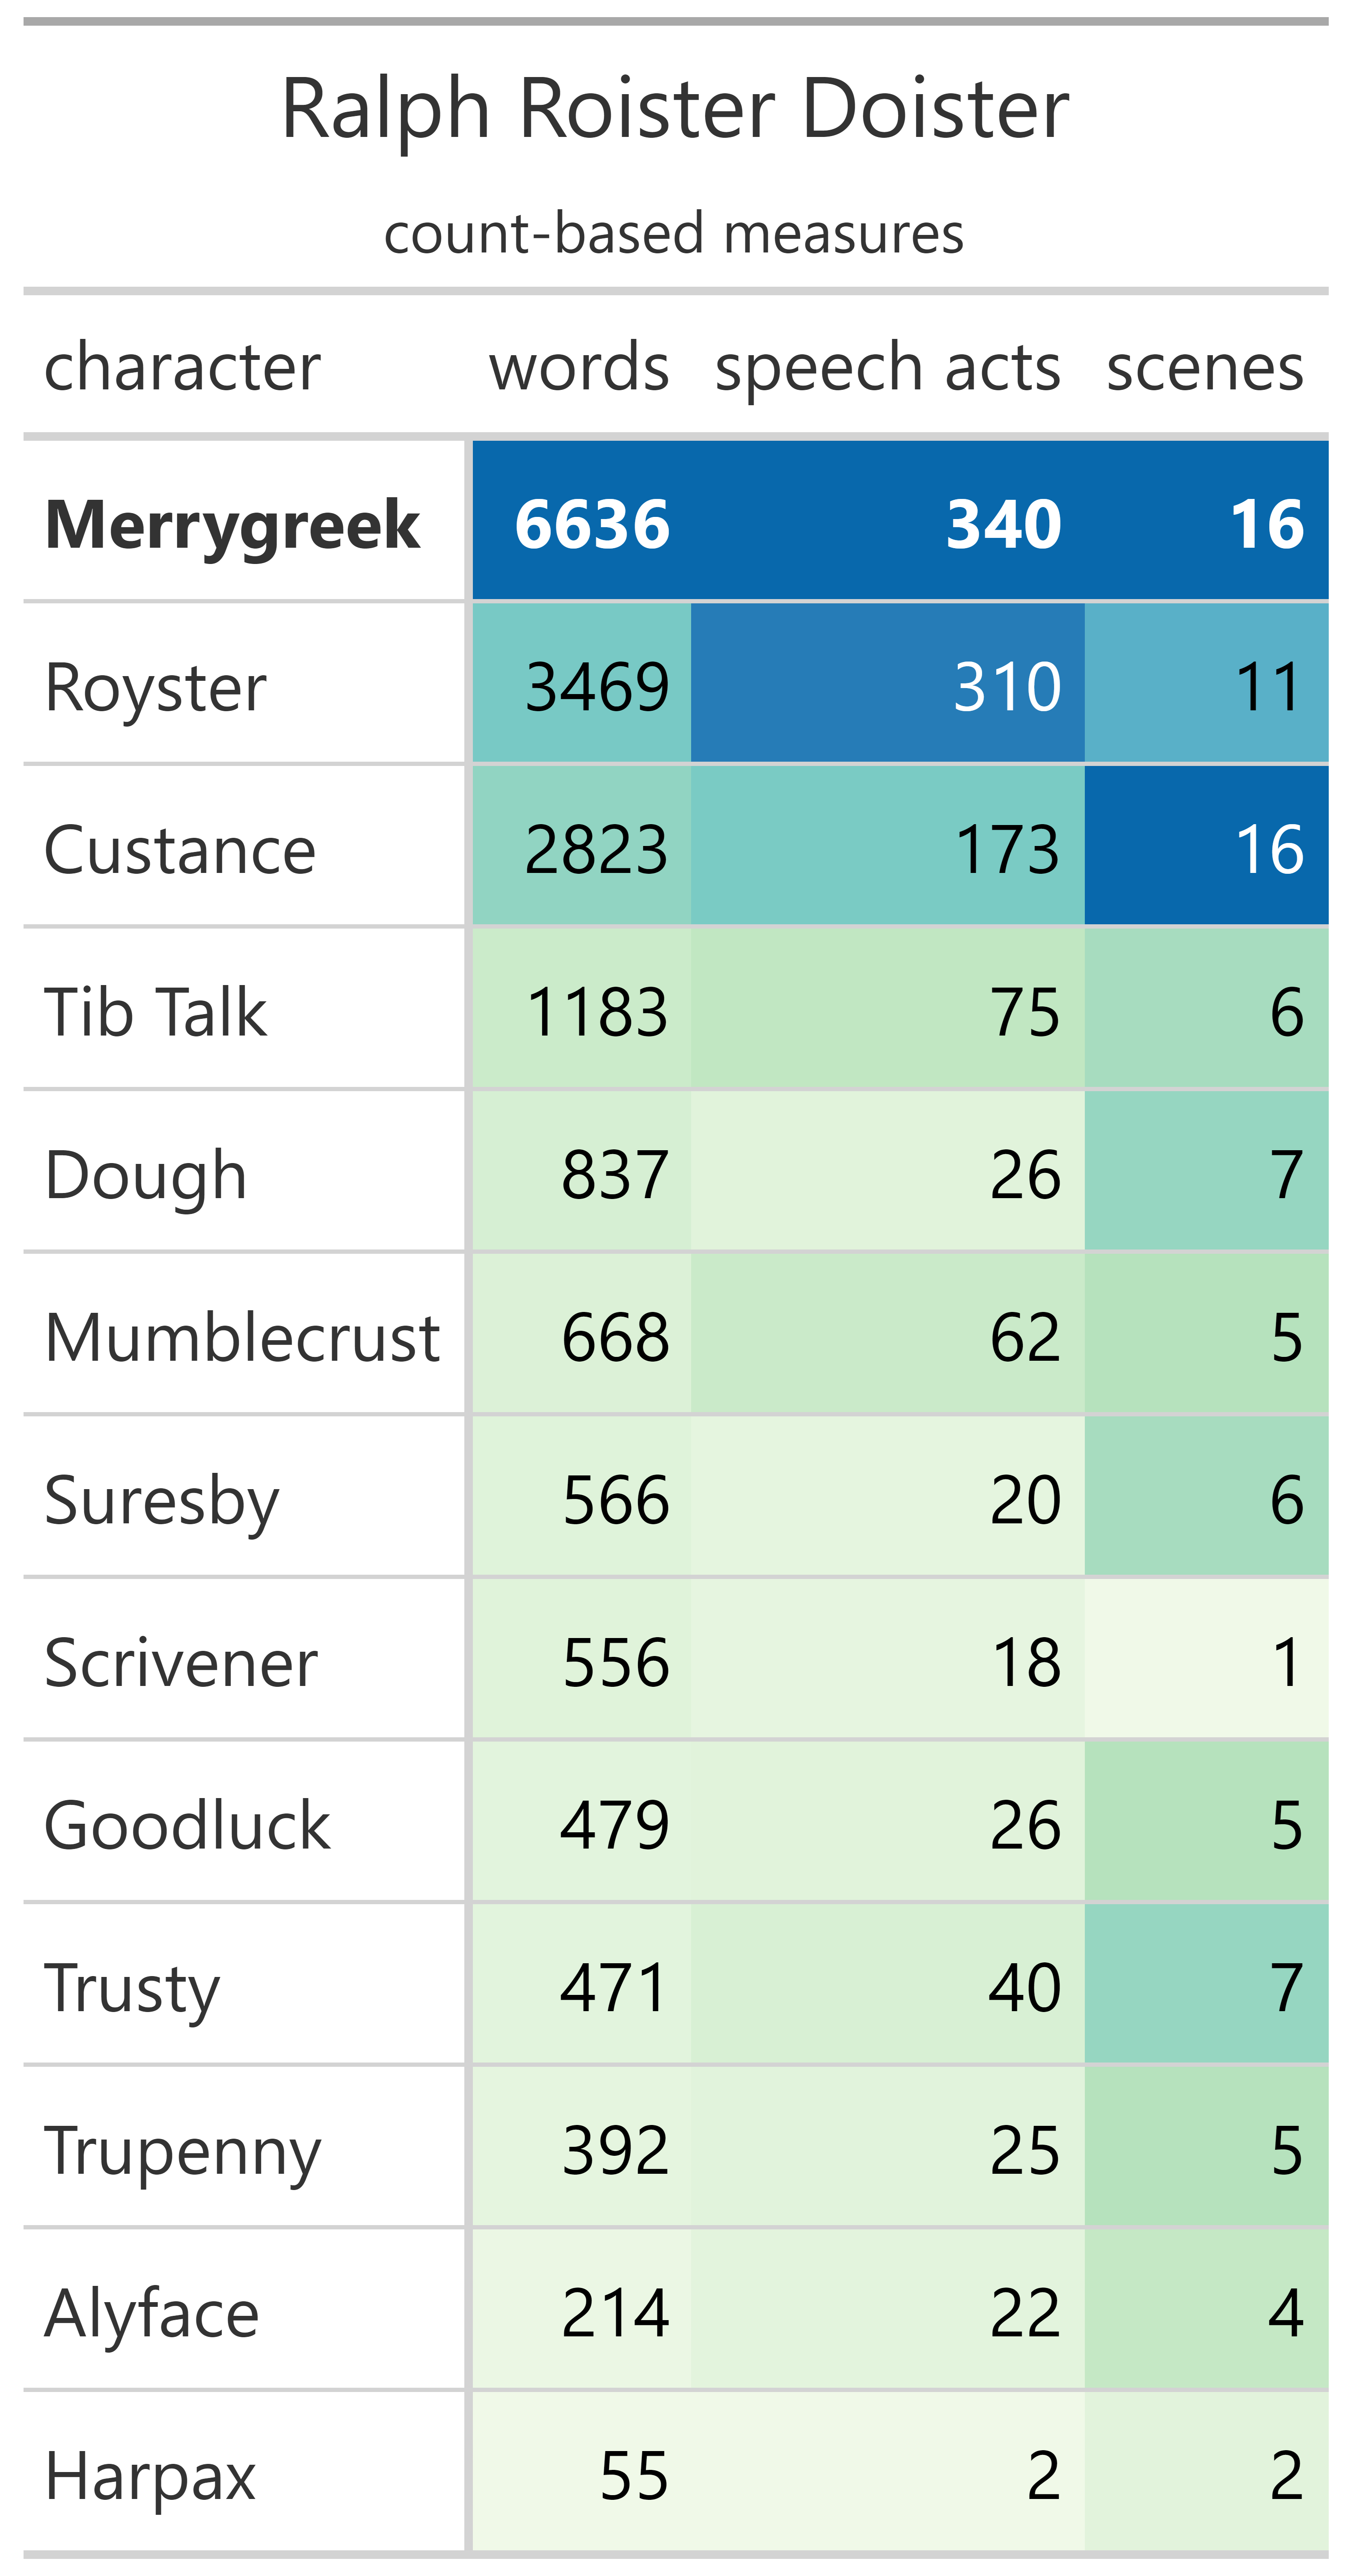 Ralph Roister Doister
count-based measures
character words speech acts scenes
Merrygreek 6636 340 16
Royster 3469 310 11
Custance 2823 173 16
Tib Talk 1183 75 6
Dough 837 26 7
Mumblecrust 668 62 5
Suresby 566 20 6
Scrivener 556 18 1
Goodluck 479 26 5
Trusty 471 40 7
Trupenny 392 25 5
Alyface 214 22 4
Harpax 55 2 2